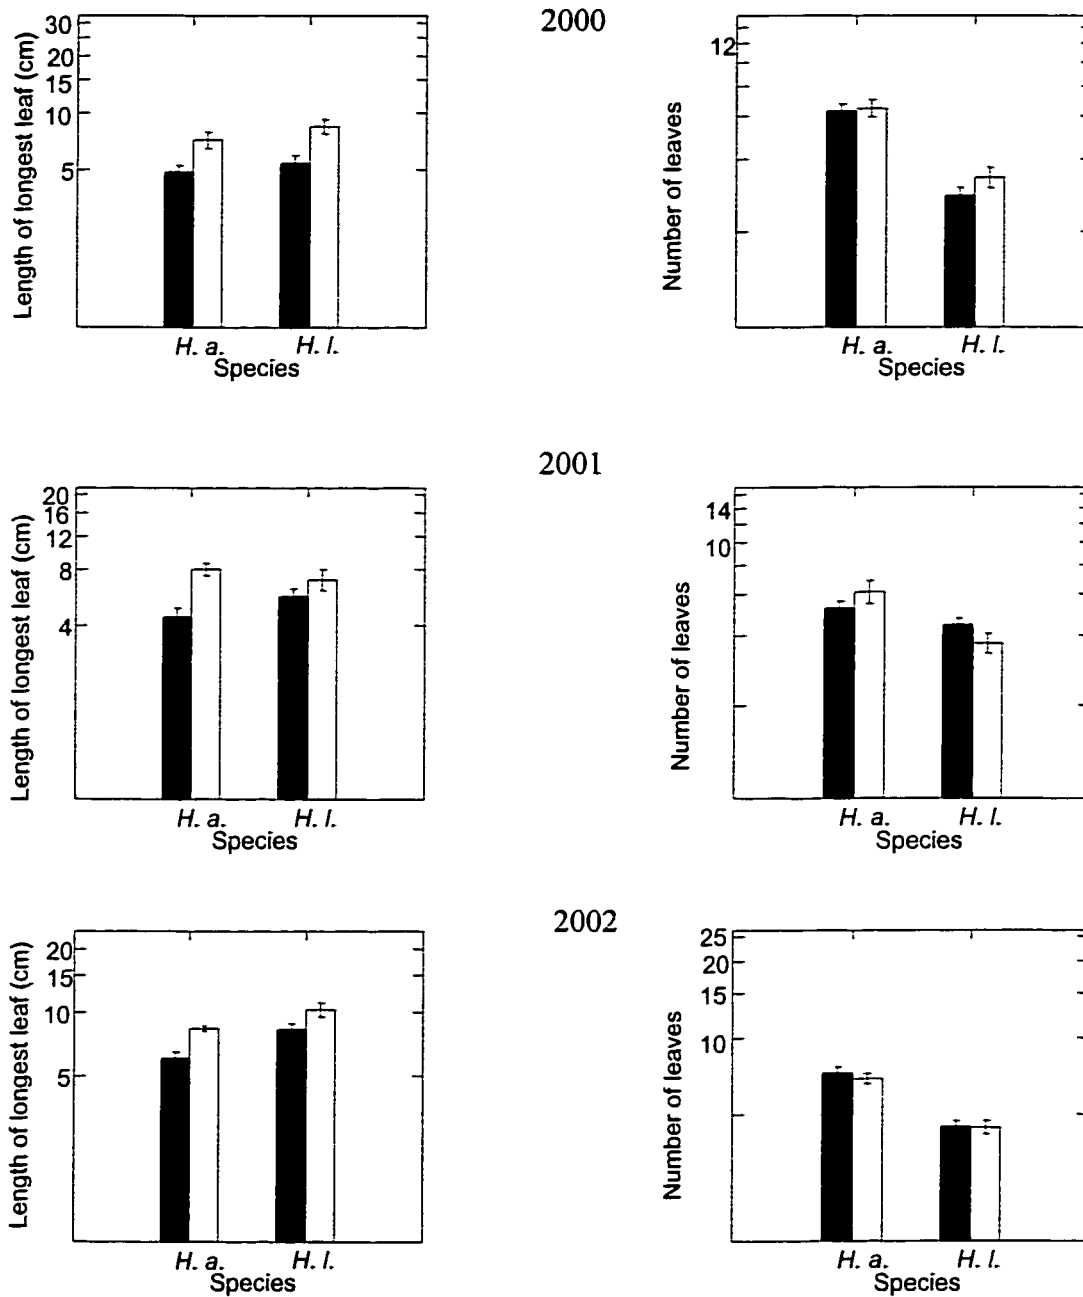 2000
Length of longest leaf (cm)
30
20
15
10
5
H. a.
H. l.
Species
Number of leaves
12
H. a.
H. l.
Species
2001
Length of longest leaf (cm)
20
16
12
8
4
H. a.
H. l.
Species
Number of leaves
14
10
H. a.
H. l.
Species
2002
Length of longest leaf (cm)
20
15
10
5
H. a.
H. l.
Species
Number of leaves
25
20
15
10
H. a.
H. l.
Species